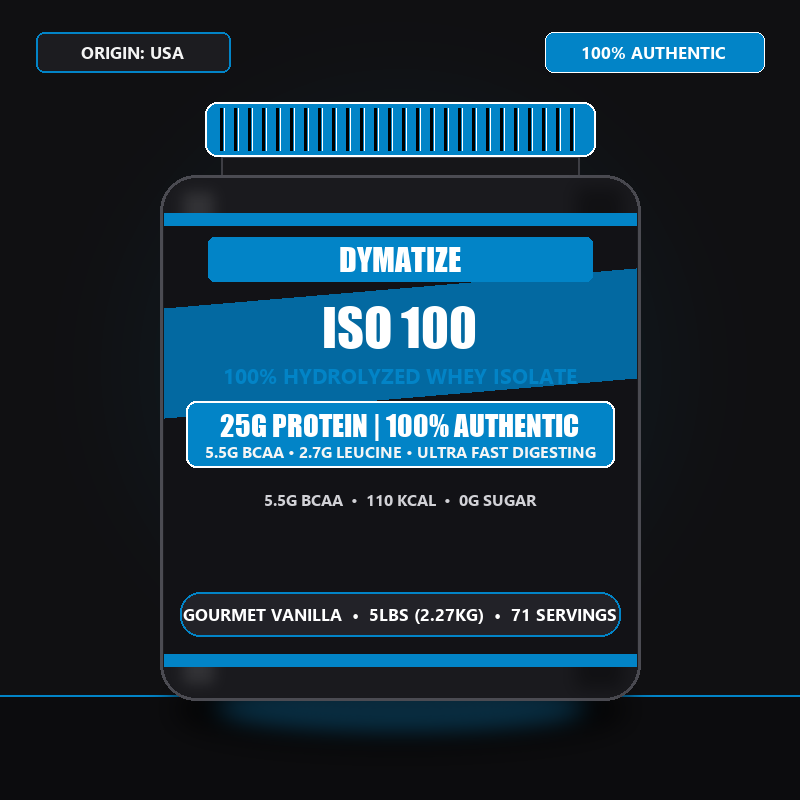 ORIGIN: USA
100% AUTHENTIC
DYMATIZE
ISO 100
100% HYDROLYZED WHEY ISOLATE
25G PROTEIN | 100% AUTHENTIC
5.5G BCAA • 2.7G LEUCINE • ULTRA FAST DIGESTING
5.5G BCAA • 110 KCAL • 0G SUGAR
GOURMET VANILLA • 5LBS (2.27KG) • 71 SERVINGS